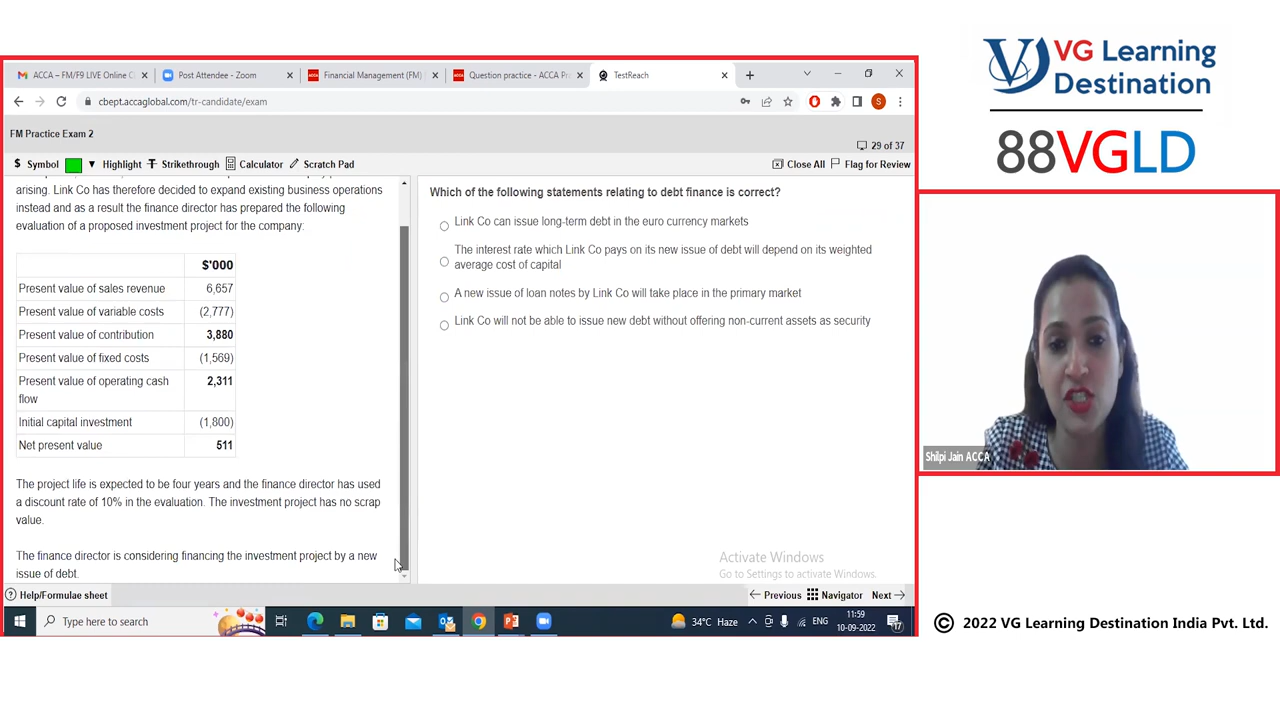 VG Learning
Destination
88VGLD
ACCA – FM/F9 LIVE Online C
Post Attendee - Zoom
Financial Management (FM)
Question practice - ACCA Pr
TestReach
cbept.accaglobal.com/tr-candidate/exam
S
FM Practice Exam 2
29 of 37
$ Symbol
Highlight
Strikethrough
Calculator
Scratch Pad
Close All
Flag for Review
arising. Link Co has therefore decided to expand existing business operations
instead and as a result the finance director has prepared the following
evaluation of a proposed investment project for the company:
$'000
Present value of sales revenue 6,657
Present value of variable costs (2,777)
Present value of contribution 3,880
Present value of fixed costs (1,569)
Present value of operating cash 2,311
flow
Initial capital investment (1,800)
Net present value 511
The project life is expected to be four years and the finance director has used
a discount rate of 10% in the evaluation. The investment project has no scrap
value.
The finance director is considering financing the investment project by a new
issue of debt.
Which of the following statements relating to debt finance is correct?
Link Co can issue long-term debt in the euro currency markets
The interest rate which Link Co pays on its new issue of debt will depend on its weighted
average cost of capital
A new issue of loan notes by Link Co will take place in the primary market
Link Co will not be able to issue new debt without offering non-current assets as security
Activate Windows
Go to Settings to activate Windows.
Help/Formulae sheet
Previous
Navigator
Next
Type here to search
34°C Haze
ENG
11:59
10-09-2022
17
Shilpi Jain ACCA
© 2022 VG Learning Destination India Pvt. Ltd.